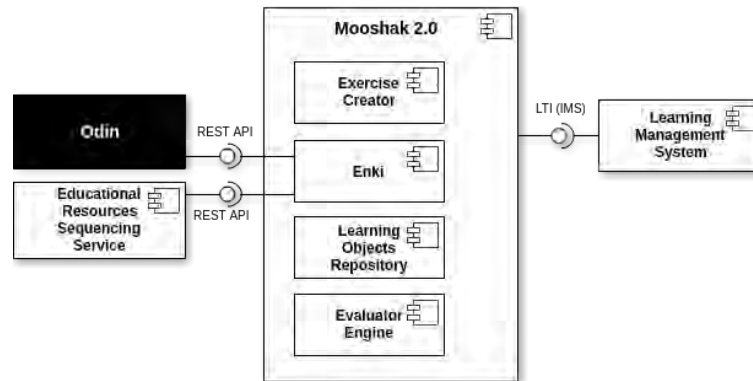 Mooshak 2.0
Exercise
Creator
Odin
REST API
Enki
LTI (IMS)
Learning
Management
System
Educational
Resources
Sequencing
Service
REST API
Learning
Objects
Repository
Evaluator
Engine